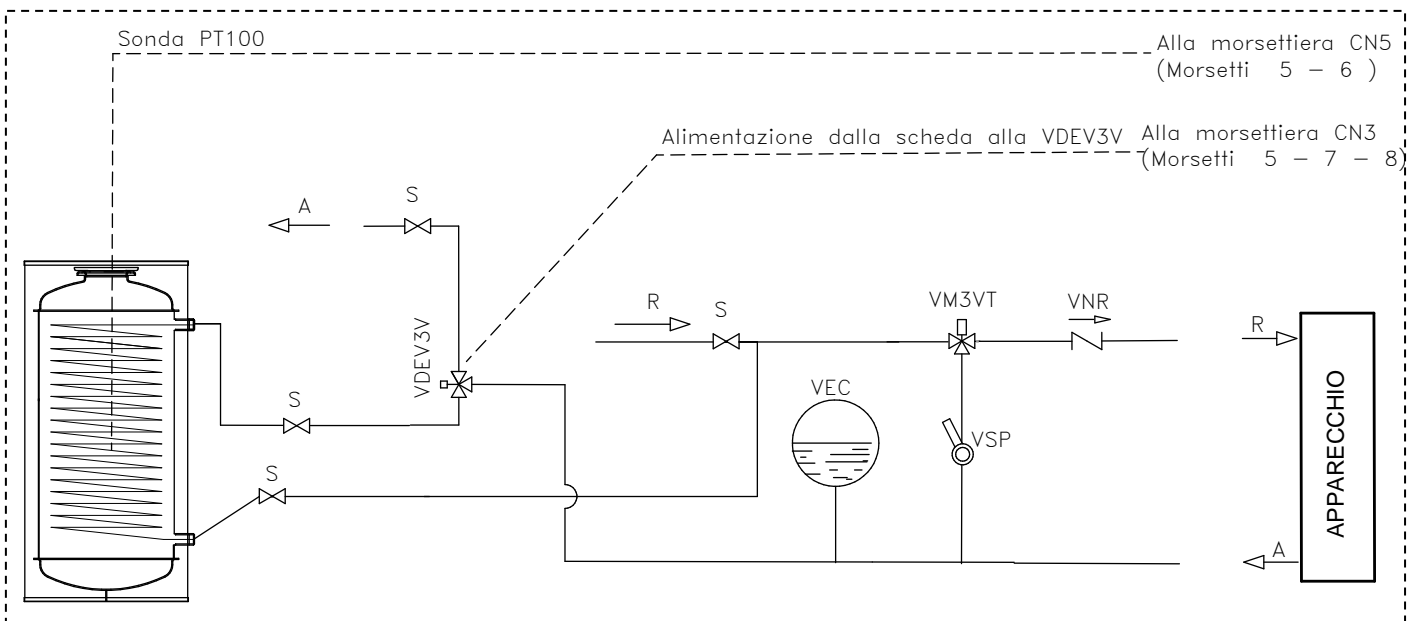 Sonda PT100
Alla morsettiera CN5
(Morsetti 5 - 6 )
Alimentazione dalla scheda alla VDEV3V
Alla morsettiera CN3
(Morsetti 5 - 7 - 8)
A
S
R
S
VM3VT
VNR
R
VDEV3V
S
VEC
VSP
S
APPARECCHIO
A